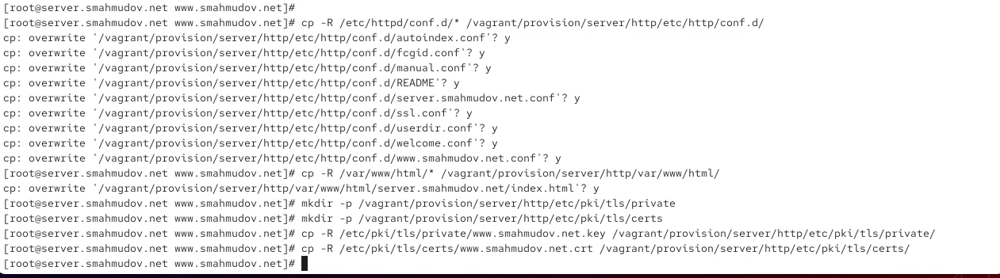 [root@server.smahmudov.net www.smahmudov.net]#
[root@server.smahmudov.net www.smahmudov.net]# cp -R /etc/httpd/conf.d/* /vagrant/provision/server/http/etc/http/conf.d/
cp: overwrite '/vagrant/provision/server/http/etc/http/conf.d/autoindex.conf'? y
cp: overwrite '/vagrant/provision/server/http/etc/http/conf.d/fcgid.conf'? y
cp: overwrite '/vagrant/provision/server/http/etc/http/conf.d/manual.conf'? y
cp: overwrite '/vagrant/provision/server/http/etc/http/conf.d/README'? y
cp: overwrite '/vagrant/provision/server/http/etc/http/conf.d/server.smahmudov.net.conf'? y
cp: overwrite '/vagrant/provision/server/http/etc/http/conf.d/ssl.conf'? y
cp: overwrite '/vagrant/provision/server/http/etc/http/conf.d/userdir.conf'? y
cp: overwrite '/vagrant/provision/server/http/etc/http/conf.d/welcome.conf'? y
cp: overwrite '/vagrant/provision/server/http/etc/http/conf.d/www.smahmudov.net.conf'? y
[root@server.smahmudov.net www.smahmudov.net]# cp -R /var/www/html/* /vagrant/provision/server/http/var/www/html/
cp: overwrite '/vagrant/provision/server/http/var/www/html/server.smahmudov.net/index.html'? y
[root@server.smahmudov.net www.smahmudov.net]# mkdir -p /vagrant/provision/server/http/etc/pki/tls/private
[root@server.smahmudov.net www.smahmudov.net]# mkdir -p /vagrant/provision/server/http/etc/pki/tls/certs
[root@server.smahmudov.net www.smahmudov.net]# cp -R /etc/pki/tls/private/www.smahmudov.net.key /vagrant/provision/server/http/etc/pki/tls/private/
[root@server.smahmudov.net www.smahmudov.net]# cp -R /etc/pki/tls/certs/www.smahmudov.net.crt /vagrant/provision/server/http/etc/pki/tls/certs/
[root@server.smahmudov.net www.smahmudov.net]#